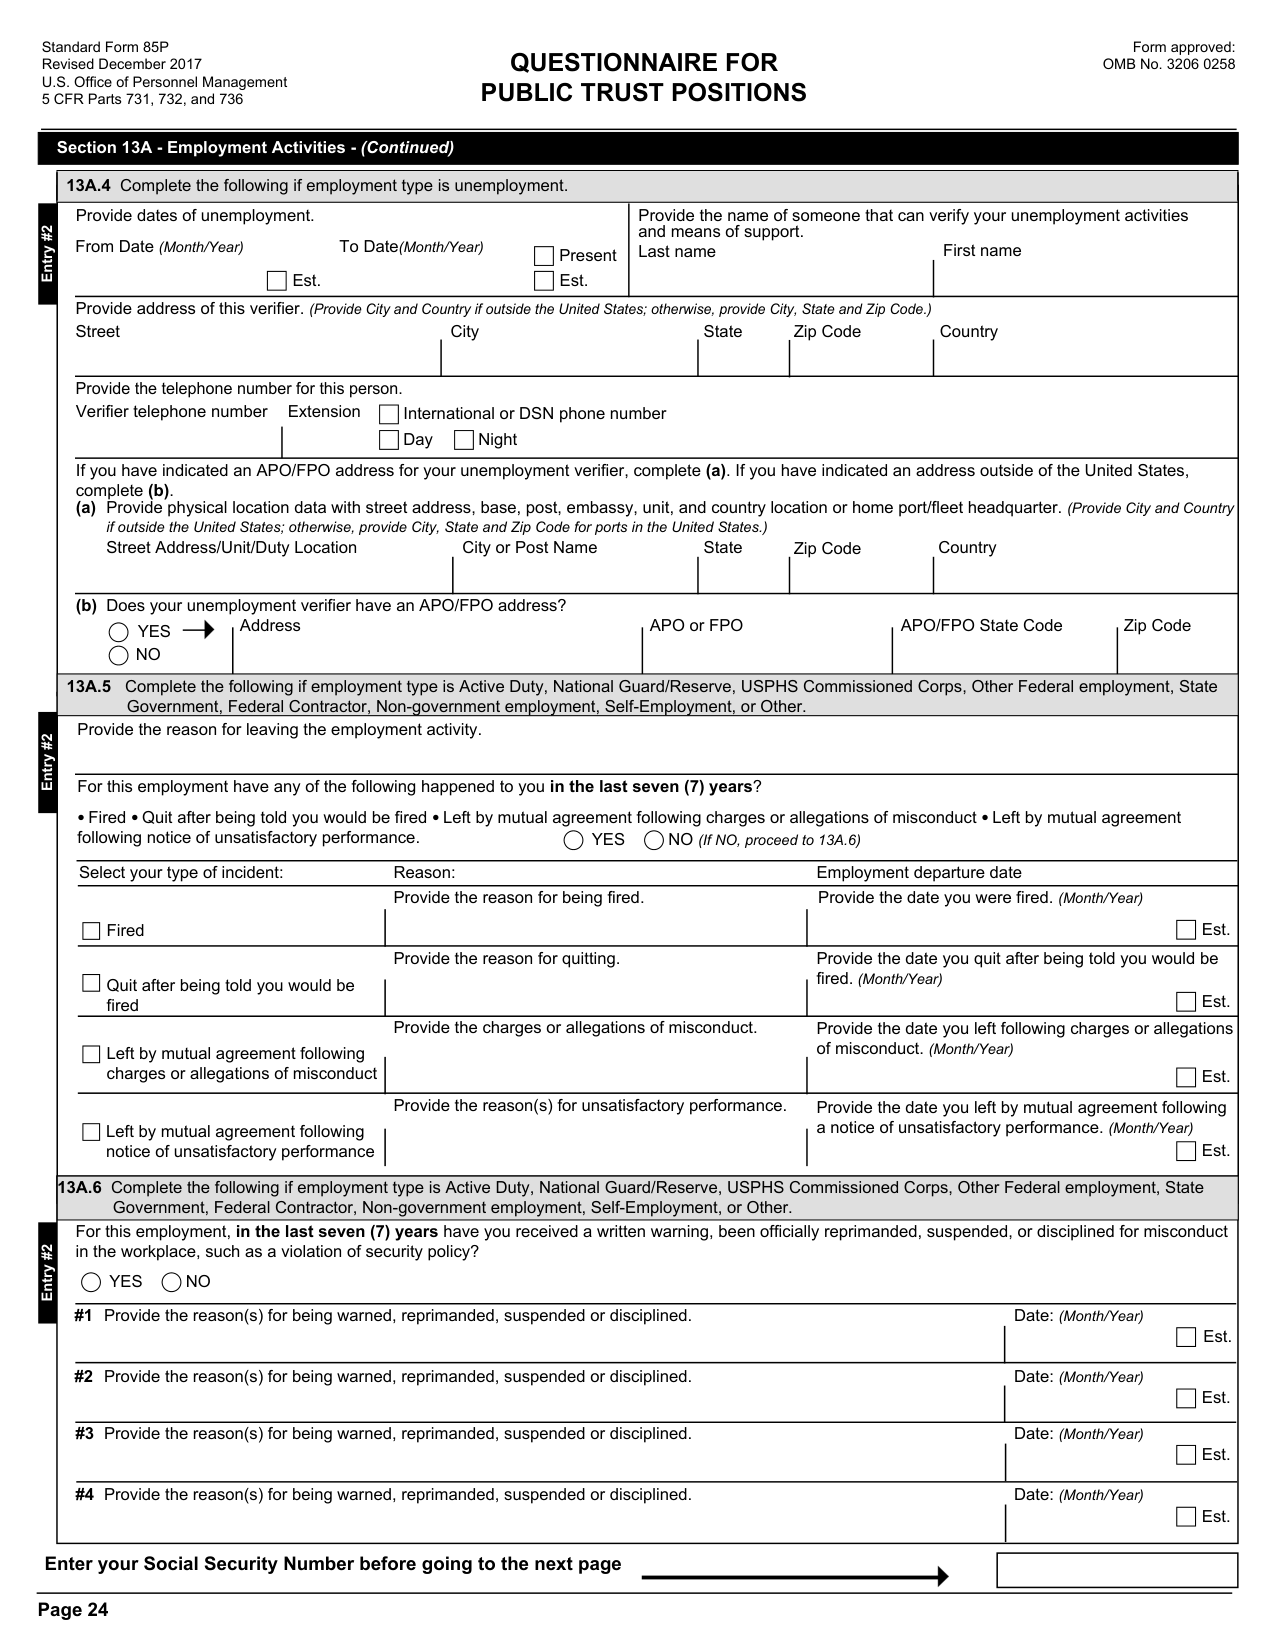 Standard Form 85P
Revised December 2017
U.S. Office of Personnel Management
5 CFR Parts 731, 732, and 736
QUESTIONNAIRE FOR
PUBLIC TRUST POSITIONS
Form approved:
OMB No. 3206 0258
Section 13A - Employment Activities - (Continued)
13A.4 Complete the following if employment type is unemployment.
Entry #2
Provide dates of unemployment.
From Date (Month/Year) To Date(Month/Year)
Present
Est. Est.
Provide the name of someone that can verify your unemployment activities
and means of support.
Last name First name
Provide address of this verifier. (Provide City and Country if outside the United States; otherwise, provide City, State and Zip Code.)
Street City State Zip Code Country
Provide the telephone number for this person.
Verifier telephone number Extension International or DSN phone number
Day Night
If you have indicated an APO/FPO address for your unemployment verifier, complete (a). If you have indicated an address outside of the United States,
complete (b).
(a) Provide physical location data with street address, base, post, embassy, unit, and country location or home port/fleet headquarter. (Provide City and Country
if outside the United States; otherwise, provide City, State and Zip Code for ports in the United States.)
Street Address/Unit/Duty Location City or Post Name State Zip Code Country
(b) Does your unemployment verifier have an APO/FPO address?
YES Address APO or FPO APO/FPO State Code Zip Code
NO
13A.5 Complete the following if employment type is Active Duty, National Guard/Reserve, USPHS Commissioned Corps, Other Federal employment, State
Government, Federal Contractor, Non-government employment, Self-Employment, or Other.
Entry #2
Provide the reason for leaving the employment activity.
For this employment have any of the following happened to you in the last seven (7) years?
• Fired • Quit after being told you would be fired • Left by mutual agreement following charges or allegations of misconduct • Left by mutual agreement
following notice of unsatisfactory performance. YES NO (If NO, proceed to 13A.6)
Select your type of incident: Reason: Employment departure date
Provide the reason for being fired. Provide the date you were fired. (Month/Year)
Fired Est.
Provide the reason for quitting. Provide the date you quit after being told you would be
fired. (Month/Year)
Quit after being told you would be
fired Est.
Provide the charges or allegations of misconduct. Provide the date you left following charges or allegations
of misconduct. (Month/Year)
Left by mutual agreement following
charges or allegations of misconduct Est.
Provide the reason(s) for unsatisfactory performance. Provide the date you left by mutual agreement following
a notice of unsatisfactory performance. (Month/Year)
Left by mutual agreement following
notice of unsatisfactory performance Est.
13A.6 Complete the following if employment type is Active Duty, National Guard/Reserve, USPHS Commissioned Corps, Other Federal employment, State
Government, Federal Contractor, Non-government employment, Self-Employment, or Other.
Entry #2
For this employment, in the last seven (7) years have you received a written warning, been officially reprimanded, suspended, or disciplined for misconduct
in the workplace, such as a violation of security policy?
YES NO
#1 Provide the reason(s) for being warned, reprimanded, suspended or disciplined. Date: (Month/Year)
Est.
#2 Provide the reason(s) for being warned, reprimanded, suspended or disciplined. Date: (Month/Year)
Est.
#3 Provide the reason(s) for being warned, reprimanded, suspended or disciplined. Date: (Month/Year)
Est.
#4 Provide the reason(s) for being warned, reprimanded, suspended or disciplined. Date: (Month/Year)
Est.
Enter your Social Security Number before going to the next page
Page 24